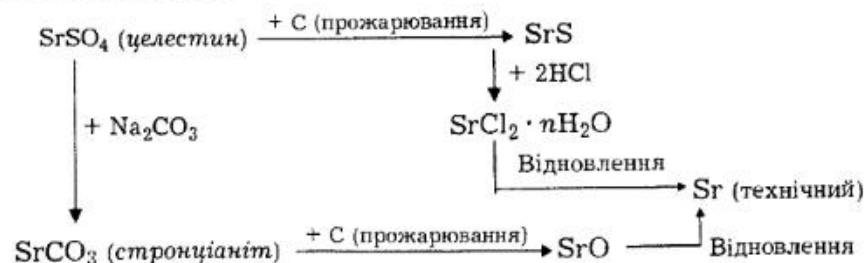 SrSO₄ (целестин) + C (прожарювання) SrS
+ 2HCl
+ Na₂CO₃
SrCl₂ · nH₂O
Відновлення
Sr (технічний)
SrCO₃ (стронціаніт) + C (прожарювання) SrO Відновлення